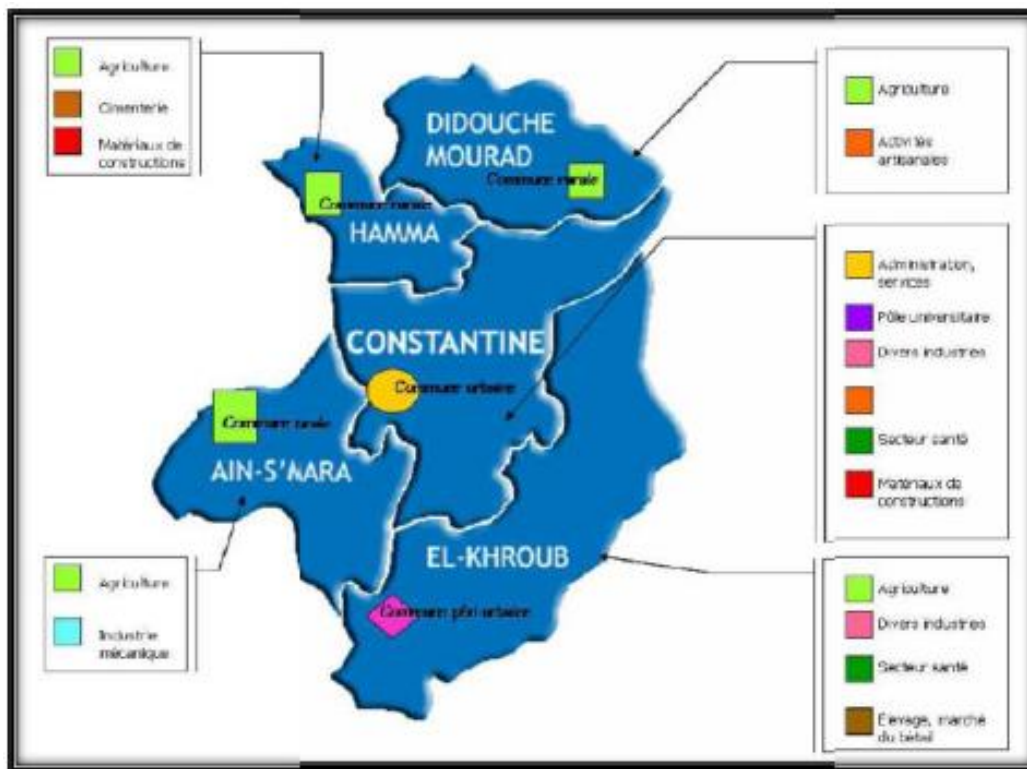 Agriculture
Cimenterie
Matériaux de
constructions
DIDOUCHE
MOURAD
Commune rurale
Agriculture
Activités
artisanales
Commune rurale
HAMMA
CONSTANTINE
Commune urbaine
Administration,
services
Pôle universitaire
Divers industries
Secteur santé
Matériaux de
constructions
Commune rurale
AIN-S'MARA
Agriculture
Industrie
mécanique
EL-KHROUB
Commune péri-urbaine
Agriculture
Divers industries
Secteur santé
Elevage, marché
du bétail